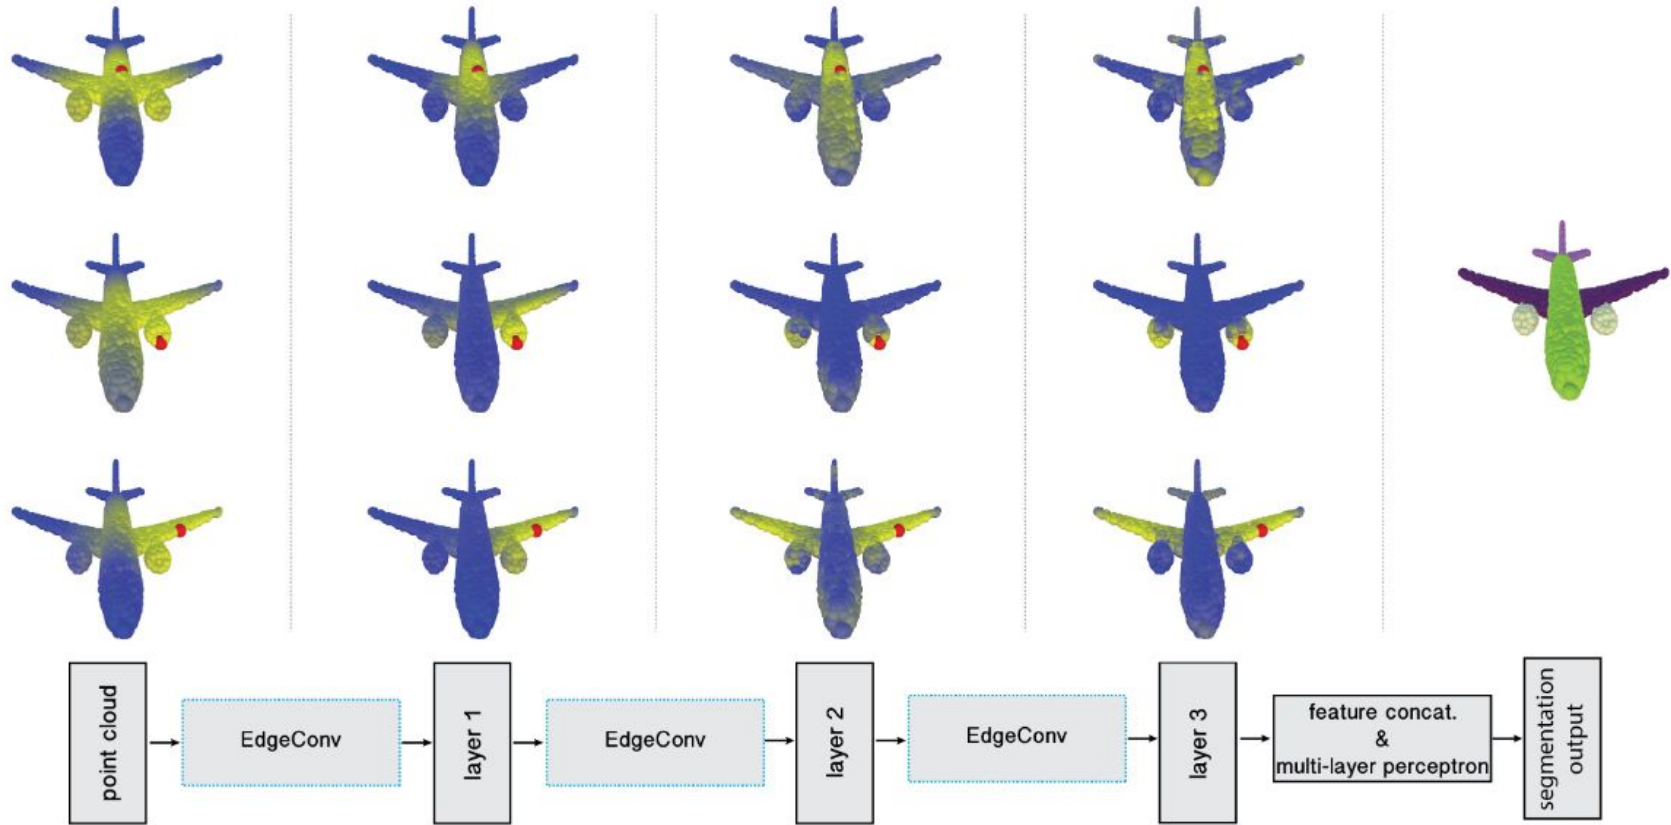 point cloud
EdgeConv
layer 1
EdgeConv
layer 2
EdgeConv
layer 3
feature concat.
&
multi-layer perceptron
segmentation
output